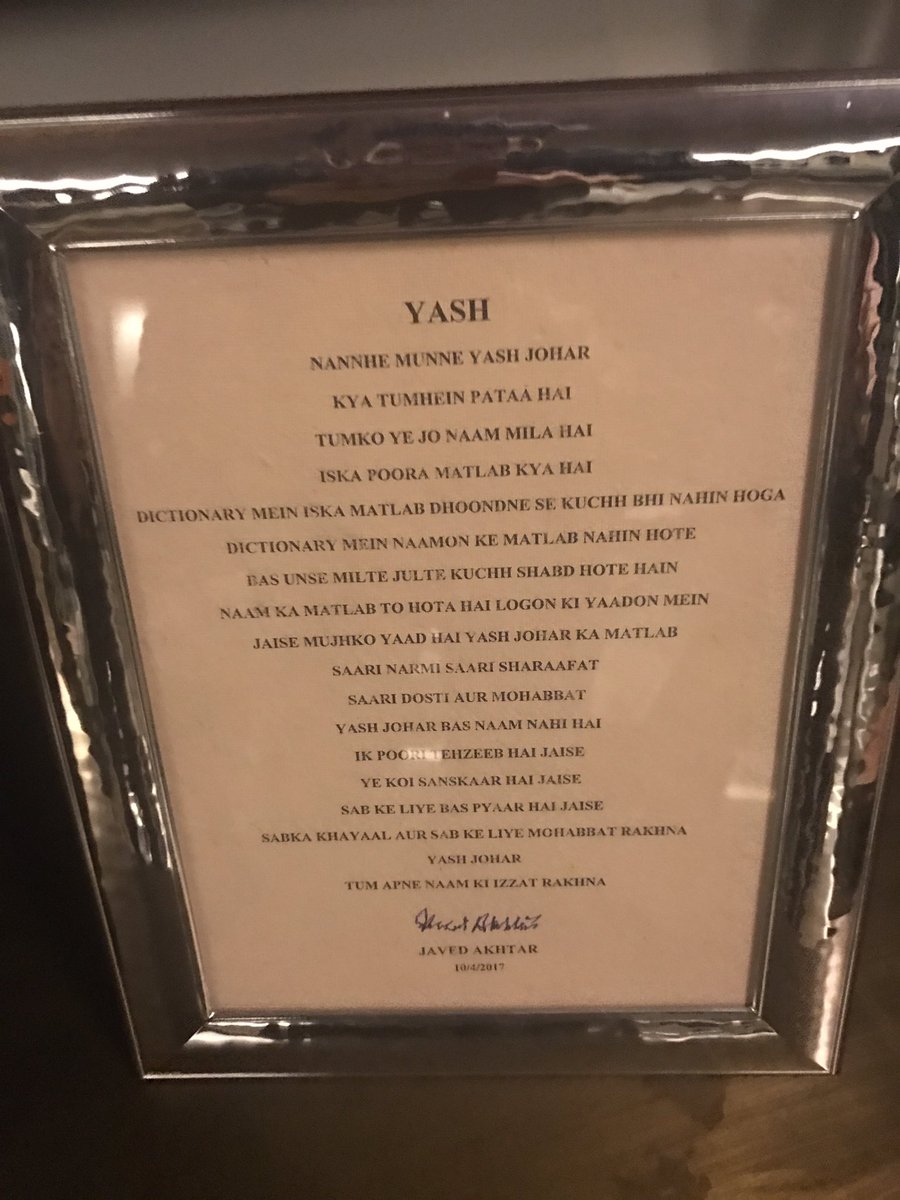 YASH
NANNHE MUNNE YASH JOHAR
KYA TUMHEIN PATAA HAI
TUMKO YE JO NAAM MILA HAI
ISKA POORA MATLAB KYA HAI
DICTIONARY MEIN ISKA MATLAB DHOONDNE SE KUCHH BHI NAHIN HOGA
DICTIONARY MEIN NAAMON KE MATLAB NAHIN HOTE
BAS UNSE MILTE JULTE KUCHH SHABD HOTE HAIN
NAAM KA MATLAB TO HOTA HAI LOGON KI YAADON MEIN
JAISE MUJHKO YAAD HAI YASH JOHAR KA MATLAB
SAARI NARMI SAARI SHARAAFAT
SAARI DOSTI AUR MOHABBAT
YASH JOHAR BAS NAAM NAHI HAI
IK POORI TEHZEEB HAI JAISE
YE KOI SANSKAAR HAI JAISE
SAB KE LIYE BAS PYAAR HAI JAISE
SABKA KHAYAAL AUR SAB KE LIYE MOHABBAT RAKHNA
YASH JOHAR
TUM APNE NAAM KI IZZAT RAKHNA
Javed Akhtar
JAVED AKHTAR
10/4/2017